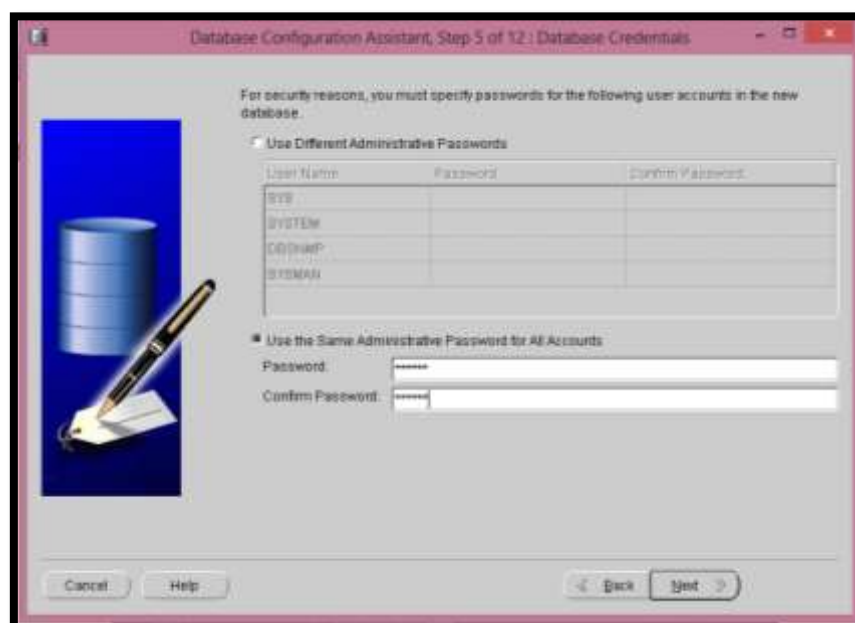 Database Configuration Assistant, Step 5 of 12 : Database Credentials
For security reasons, you must specify passwords for the following user accounts in the new
database.
Use Different Administrative Passwords
User Name Password Confirm Password
SYS
SYSTEM
DBSNMP
SYSMAN
Use the Same Administrative Password for All Accounts
Password: ******
Confirm Password: ******
Cancel Help Back Next